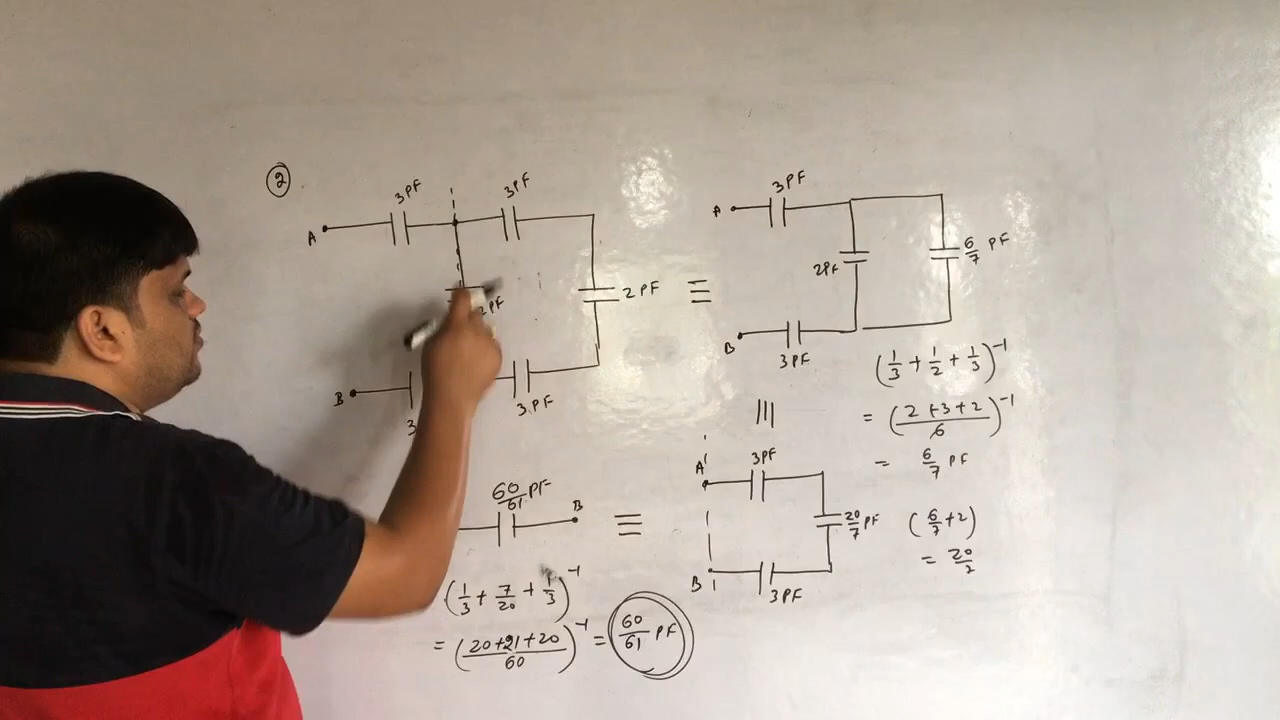 ②
3PF
3PF
A
2PF
2PF
B
3
3PF
≡
3PF
A
2PF
6/7 PF
B
3PF
(1/3 + 1/2 + 1/3)⁻¹
= (2+3+2/6)⁻¹
= 6/7 PF
(6/7+2)
= 20/7
|||
A'
3PF
20/7 PF
B'
3PF
≡
60/61 PF
B
(1/3 + 7/20 + 1/3)⁻¹
= (20+21+20/60)⁻¹ = 60/61 PF